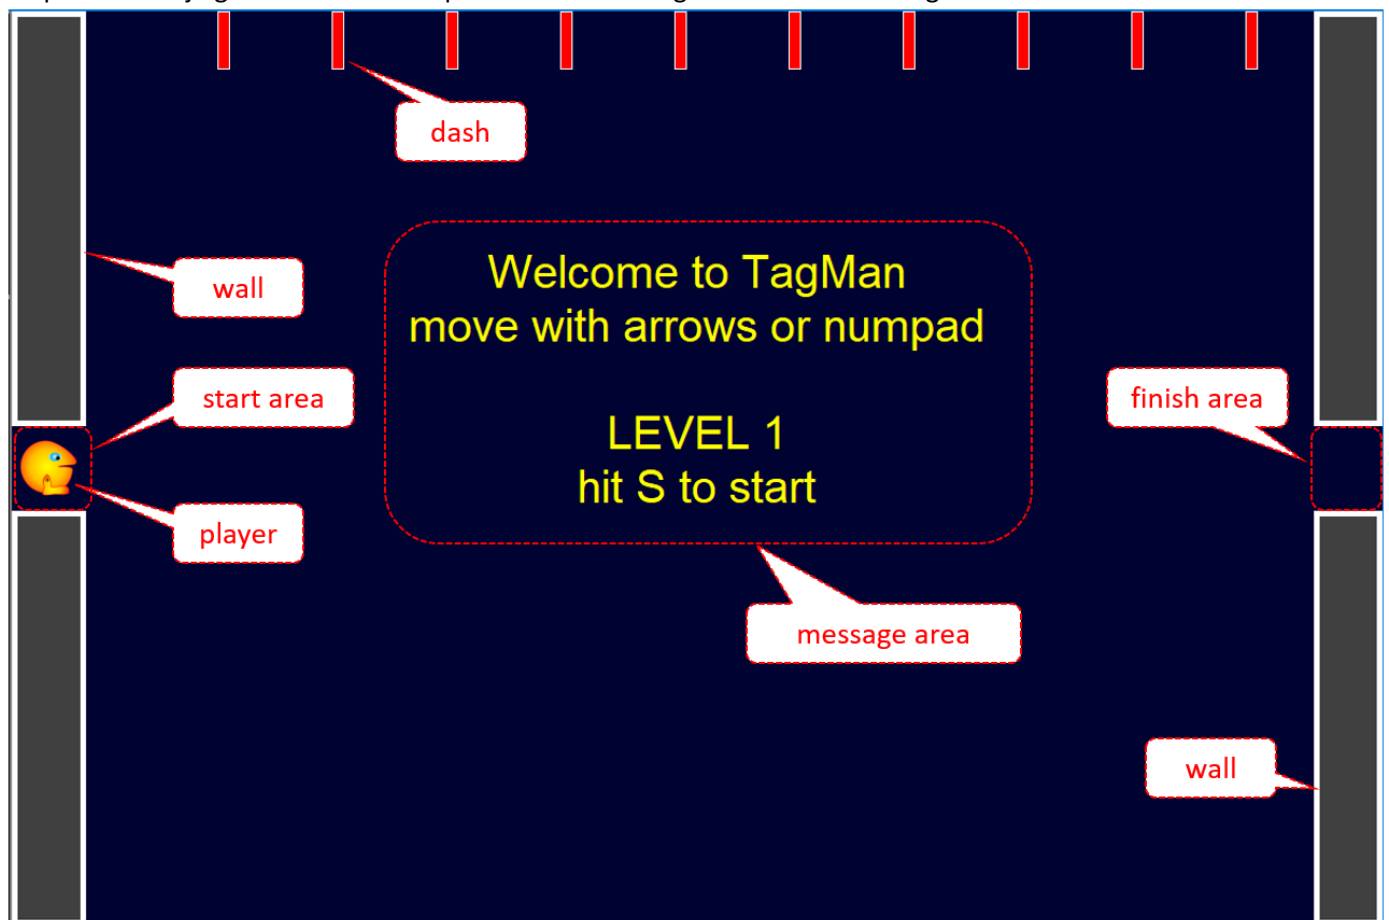 dash
Welcome to TagMan
move with arrows or numpad
wall
start area
finish area
LEVEL 1
hit S to start
player
message area
wall